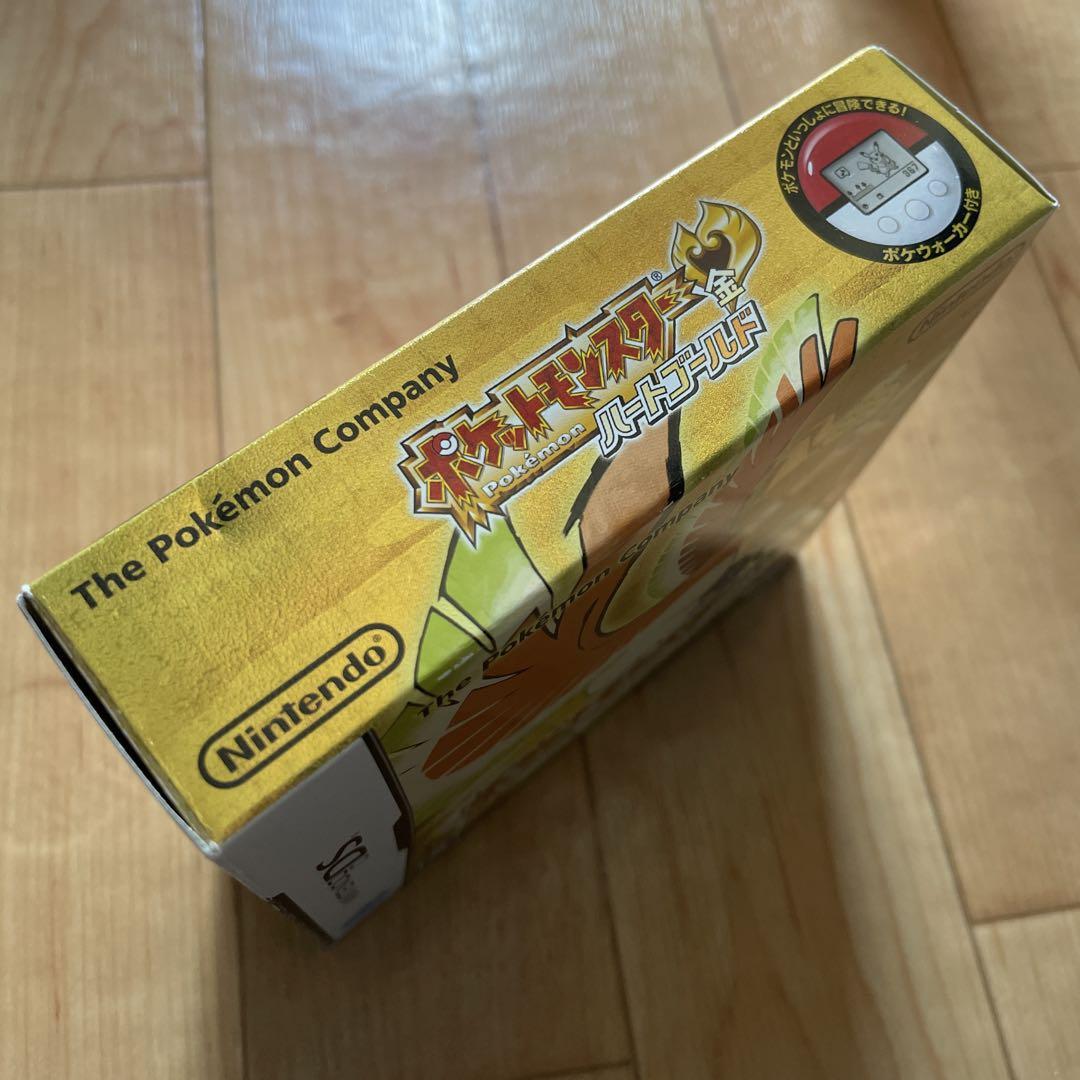 ポケモンといっしょに冒険できる!
367
ポケウォーカー付き
金
ポケットモンスター®
ハートゴールド
Pokémon
The Pokémon Company
Nintendo®
The Pokémon Company
Nintendo